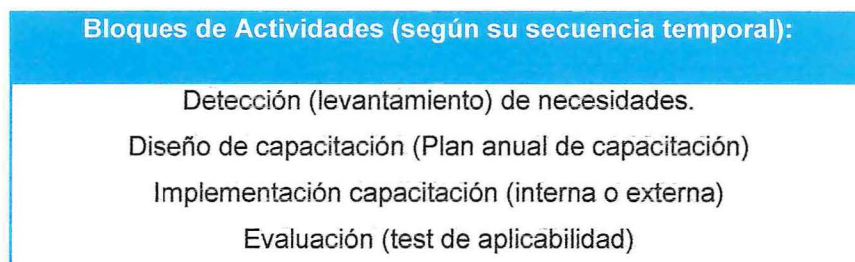 Bloques de Actividades (según su secuencia temporal):
Detección (levantamiento) de necesidades.
Diseño de capacitación (Plan anual de capacitación)
Implementación capacitación (interna o externa)
Evaluación (test de aplicabilidad)